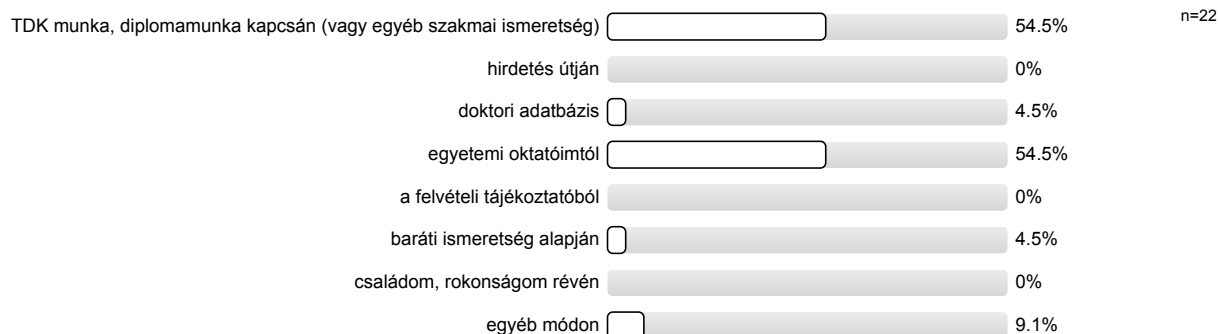 TDK munka, diplomamunka kapcsán (vagy egyéb szakmai ismeretség) 54.5% n=22
hirdetés útján 0%
doktori adatbázis 4.5%
egyetemi oktatóimtól 54.5%
a felvételi tájékoztatóból 0%
baráti ismeretség alapján 4.5%
családom, rokonságom révén 0%
egyéb módon 9.1%